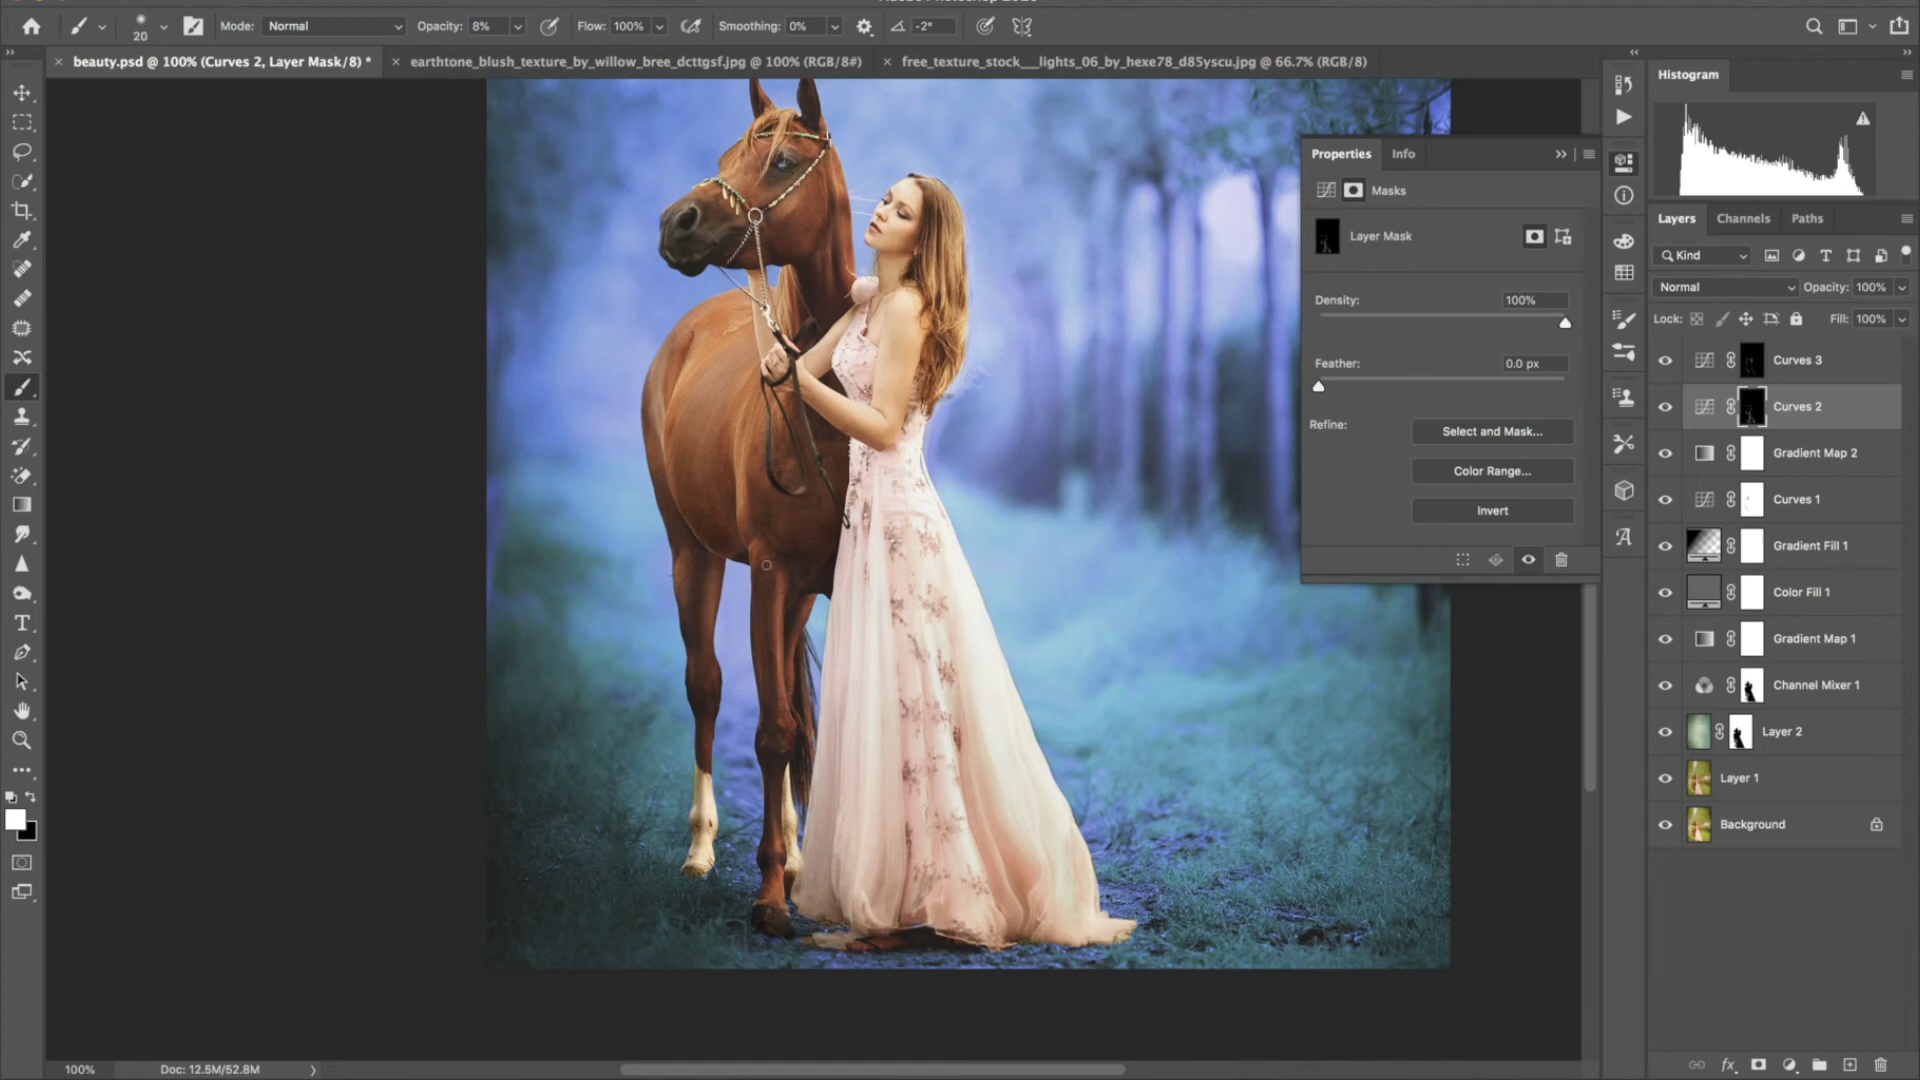 20
Mode: Normal
Opacity: 8%
Flow: 100%
Smoothing: 0%
-2°
beauty.psd @ 100% (Curves 2, Layer Mask/8) *
earthtone_blush_texture_by_willow_bree_dcttgsf.jpg @ 100% (RGB/8#)
free_texture_stock___lights_06_by_hexe78_d85yscu.jpg @ 66.7% (RGB/8)
Histogram
Properties
Info
Masks
Layer Mask
Density:
100%
Feather:
0.0 px
Refine:
Select and Mask...
Color Range...
Invert
Layers
Channels
Paths
Kind
Normal
Opacity: 100%
Lock:
Fill: 100%
Curves 3
Curves 2
Gradient Map 2
Curves 1
Gradient Fill 1
Color Fill 1
Gradient Map 1
Channel Mixer 1
Layer 2
Layer 1
Background
100%
Doc: 12.5M/52.8M